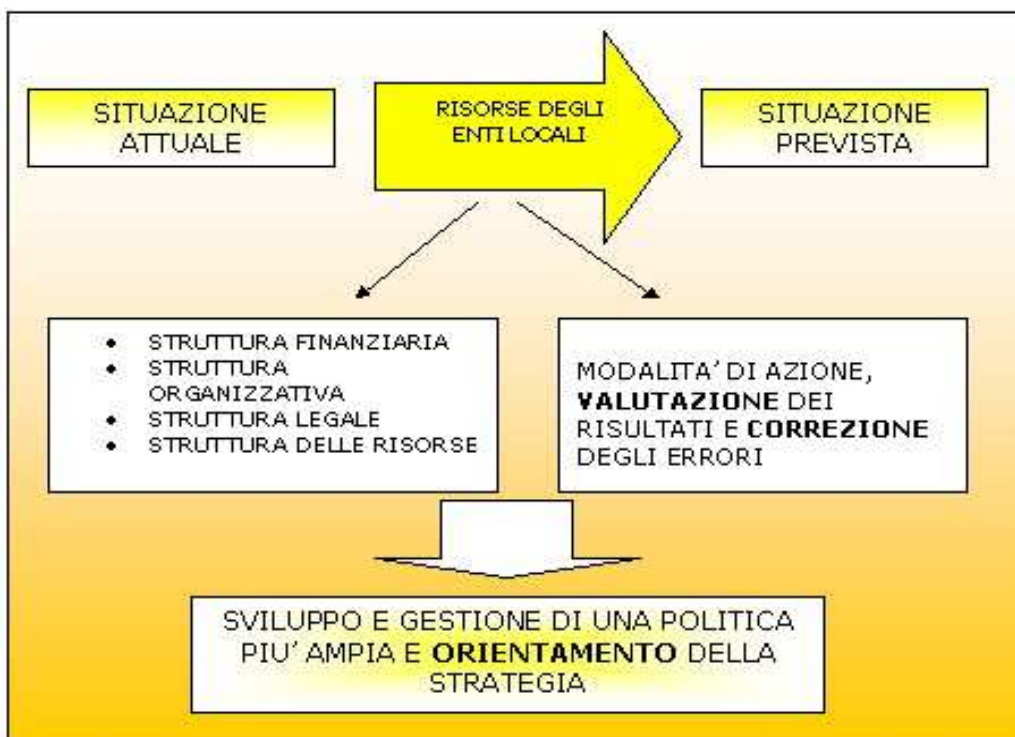 SITUAZIONE
ATTUALE
RISORSE DEGLI
ENTI LOCALI
SITUAZIONE
PREVISTA
• STRUTTURA FINANZIARIA
• STRUTTURA
ORGANIZZATIVA
• STRUTTURA LEGALE
• STRUTTURA DELLE RISORSE
MODALITA' DI AZIONE,
VALUTAZIONE DEI
RISULTATI E CORREZIONE
DEGLI ERRORI
SVILUPPO E GESTIONE DI UNA POLITICA
PIU' AMPIA E ORIENTAMENTO DELLA
STRATEGIA